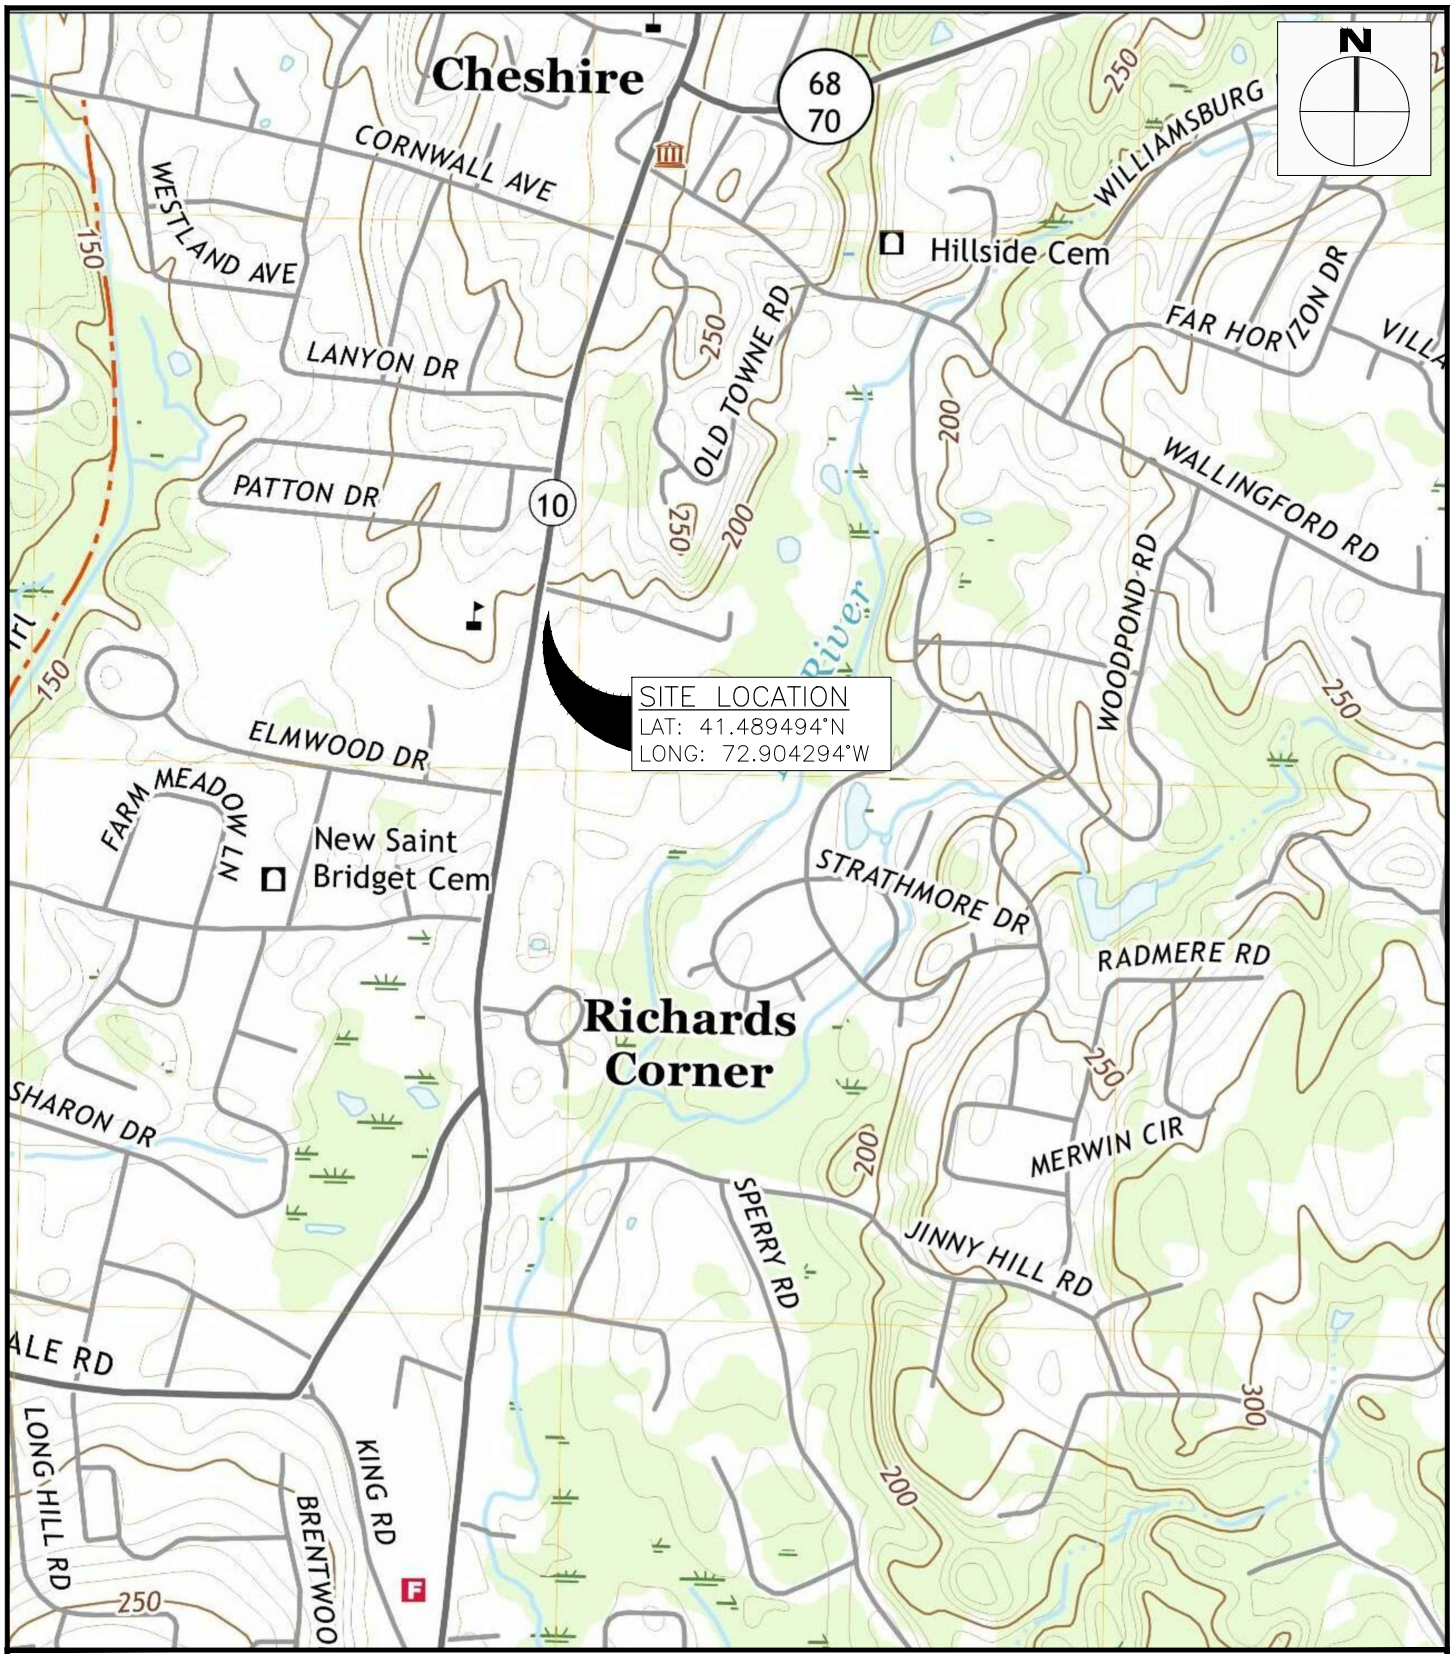 N
Cheshire
68
70
250
WILLIAMSBURG
CORNWALL AVE
WESTLAND AVE
150
Hillside Cem
FAR HORIZON DR
VILLA
LANYON DR
250
OLD TOWNE RD
200
WALLINGFORD RD
PATTON DR
10
250
200
WOODPOND RD
River
Trl
150
SITE LOCATION
LAT: 41.489494°N
LONG: 72.904294°W
250
ELMWOOD DR
FARM MEADOW LN
New Saint
Bridget Cem
STRATHMORE DR
RADMERE RD
Richards
Corner
250
SHARON DR
MERWIN CIR
200
SPERRY RD
JINNY HILL RD
ALE RD
300
LONG HILL RD
KING RD
BRENTWOO
200
F
250